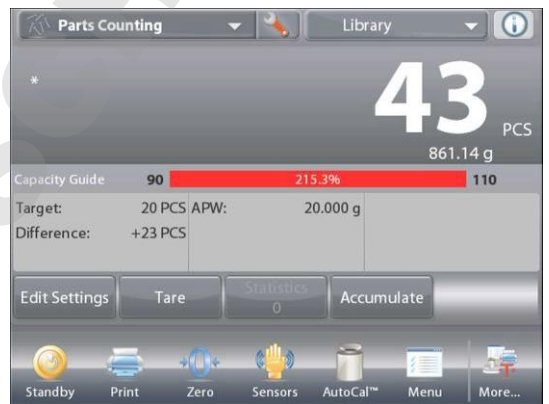 Parts Counting
Library
*
43
PCS
861.14 g
Capacity Guide 90 215.3% 110
Target: 20 PCS APW: 20.000 g
Difference: +23 PCS
Edit Settings Tare Statistics Accumulate
0
Standby Print Zero Sensors AutoCal™ Menu More...